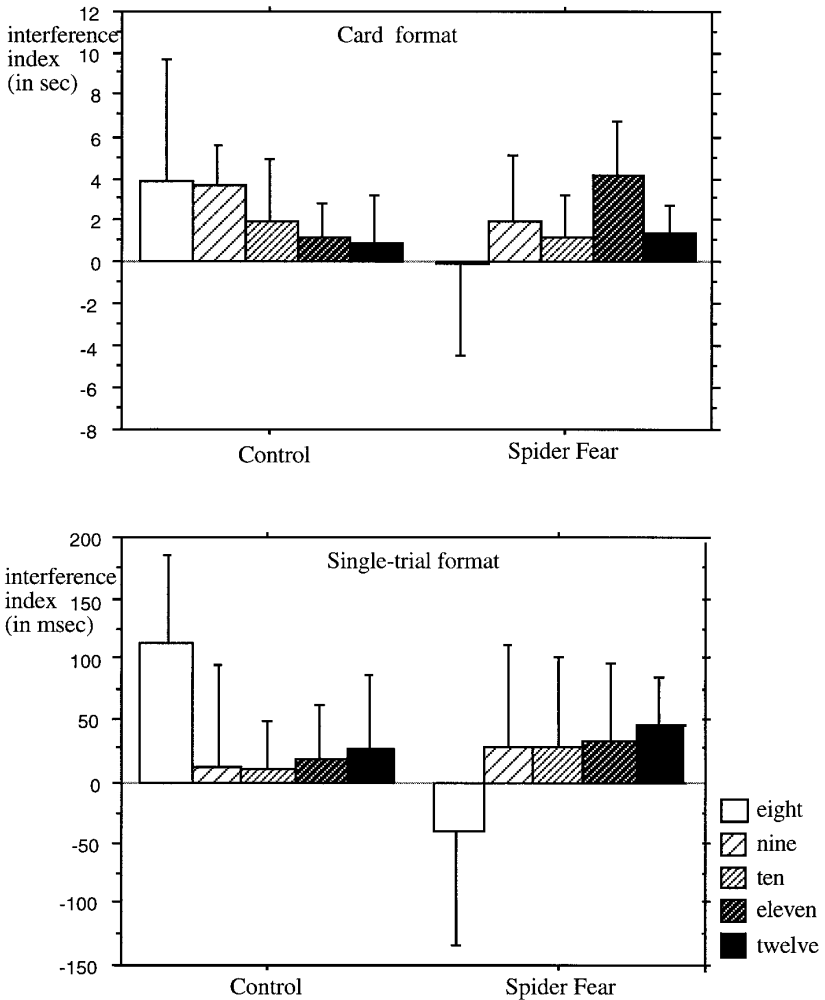 12
Card format
interference
index
(in sec)
10
8
6
4
2
0
-2
-4
-6
-8
Control
Spider Fear
200
Single-trial format
interference
index
(in msec)
150
100
50
0
-50
-100
-150
eight
nine
ten
eleven
twelve
Control
Spider Fear